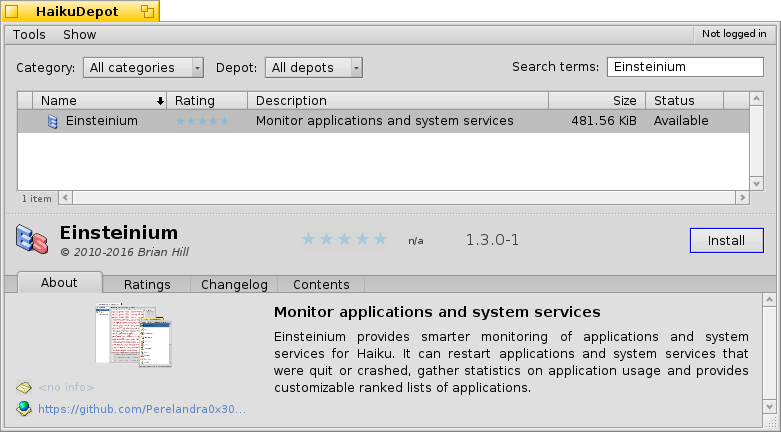 HaikuDepot
Tools Show Not logged in
Category: All categories Depot: All depots Search terms: Einsteinium
Name Rating Description Size Status
Einsteinium Monitor applications and system services 481.56 KiB Available
1 item
Einsteinium n/a 1.3.0-1 Install
© 2010-2016 Brian Hill
About Ratings Changelog Contents
Monitor applications and system services
Einsteinium provides smarter monitoring of applications and system
services for Haiku. It can restart applications and system services that
were quit or crashed, gather statistics on application usage and provides
customizable ranked lists of applications.
<no info>
https://github.com/Perelandra0x30...